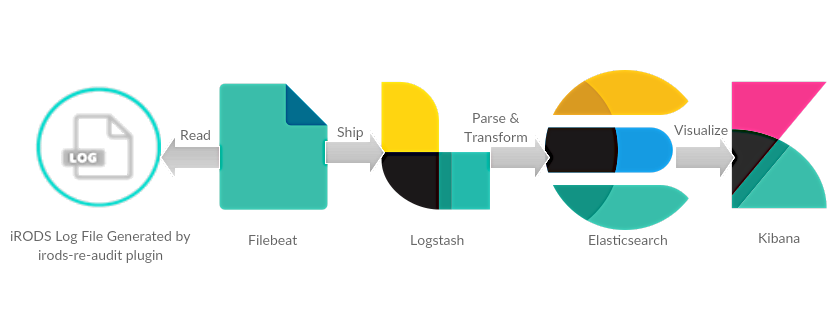 LOG
Read
Ship
Parse &
Transform
Visualize
iRODS Log File Generated by
irods-re-audit plugin
Filebeat
Logstash
Elasticsearch
Kibana